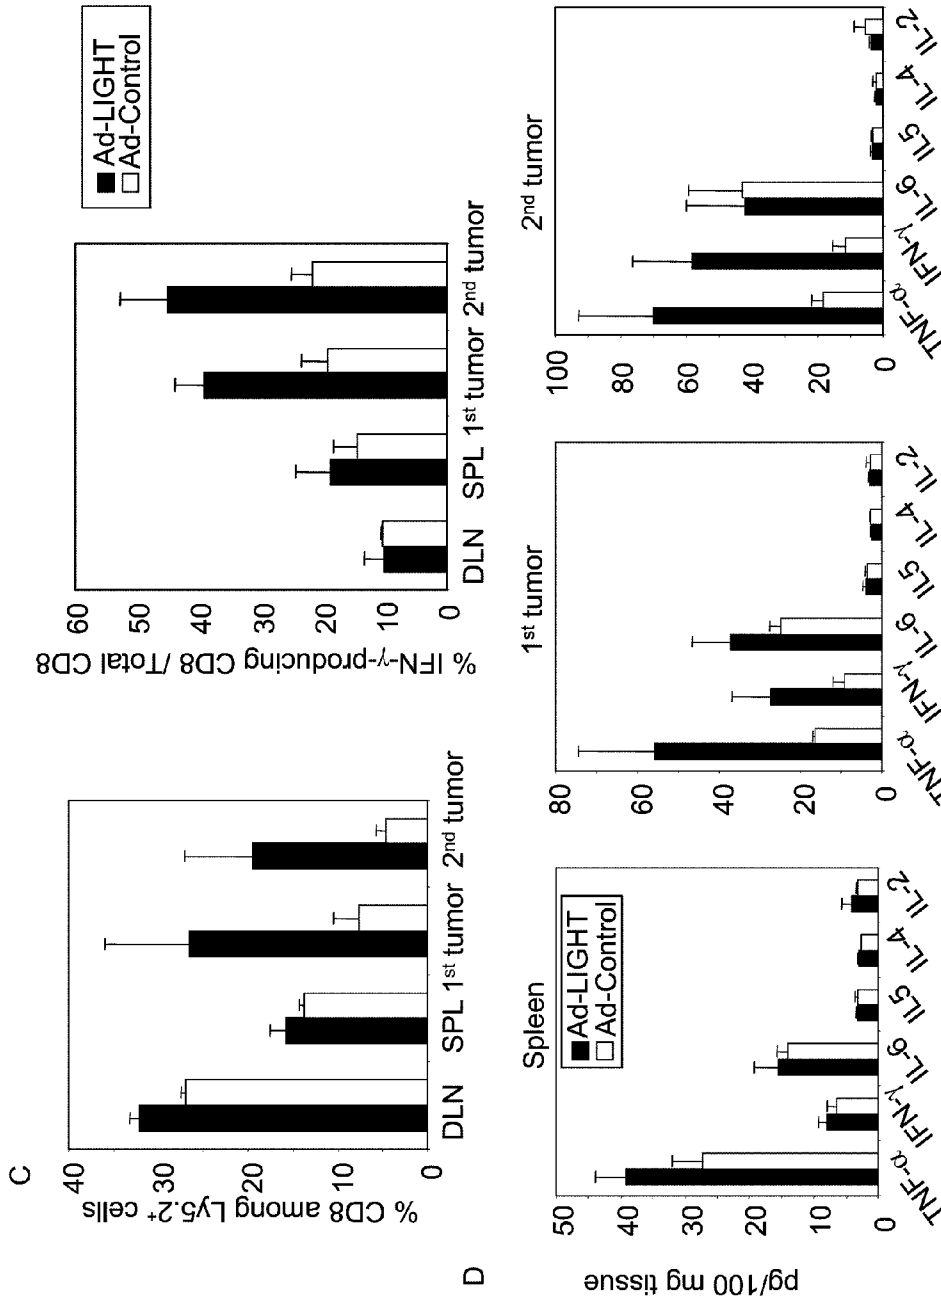 C
% CD8 among Ly5.2⁺ cells
40
30
20
10
0
DLN SPL 1st tumor 2nd tumor
% IFN-γ-producing CD8 /Total CD8
60
50
40
30
20
10
0
DLN SPL 1st tumor 2nd tumor
Ad-LIGHT
Ad-Control
D
pg/100 mg tissue
Spleen
Ad-LIGHT
Ad-Control
50
40
30
20
10
0
TNF-α IFN-γ IL-6 IL5 IL-4 IL-2
1st tumor
80
60
40
20
0
TNF-α IFN-γ IL-6 IL5 IL-4 IL-2
2nd tumor
100
80
60
40
20
0
TNF-α IFN-γ IL-6 IL5 IL-4 IL-2